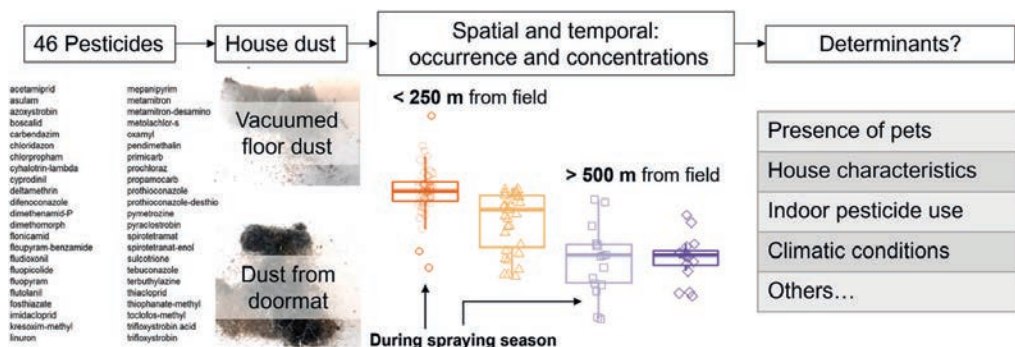 46 Pesticides
House dust
Spatial and temporal:
occurrence and concentrations
Determinants?
acetamiprid
asulam
azoxystrobin
boscalid
carbendazim
chloridazon
chlorpropham
cyhalotrin-lambda
cyprodinil
deltamethrin
difenoconazole
dimethenamid-P
dimethomorph
flonicamid
floupyram-benzamide
fludioxonil
fluopicolide
fluopyram
flutolanil
fosthiazate
imidacloprid
kresoxim-methyl
linuron
mepanipyrim
metamitron
metamitron-desamino
metolachlor-s
oxamyl
pendimethalin
primicarb
prochloraz
propamocarb
prothioconazole
prothioconazole-desthio
pymetrozine
pyraclostrobin
spirotetramat
spirotetranat-enol
sulcotrione
tebuconazole
terbuthylazine
thiacloprid
thiophanate-methyl
toclofos-methyl
trifloxystrobin acid
trifloxystrobin
Vacuumed
floor dust
Dust from
doormat
< 250 m from field
> 500 m from field
During spraying season
Presence of pets
House characteristics
Indoor pesticide use
Climatic conditions
Others…